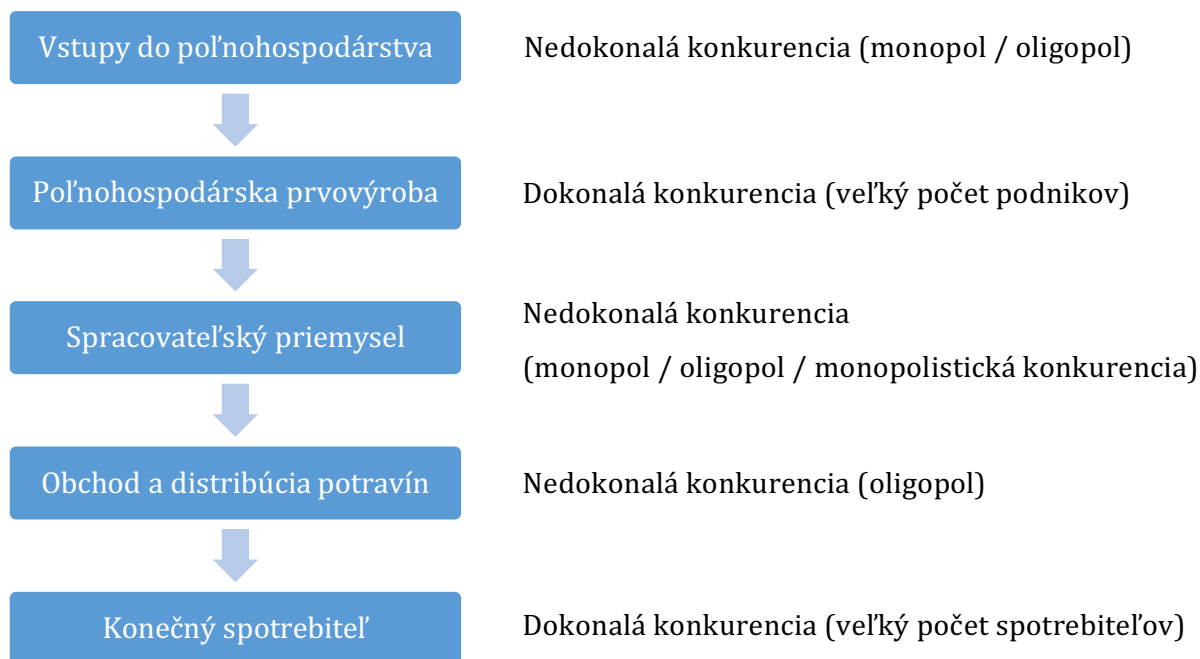 Vstupy do poľnohospodárstva
Nedokonalá konkurencia (monopol / oligopol)
Poľnohospodárska prvovýroba
Dokonalá konkurencia (veľký počet podnikov)
Spracovateľský priemysel
Nedokonalá konkurencia
(monopol / oligopol / monopolistická konkurencia)
Obchod a distribúcia potravín
Nedokonalá konkurencia (oligopol)
Konečný spotrebiteľ
Dokonalá konkurencia (veľký počet spotrebiteľov)